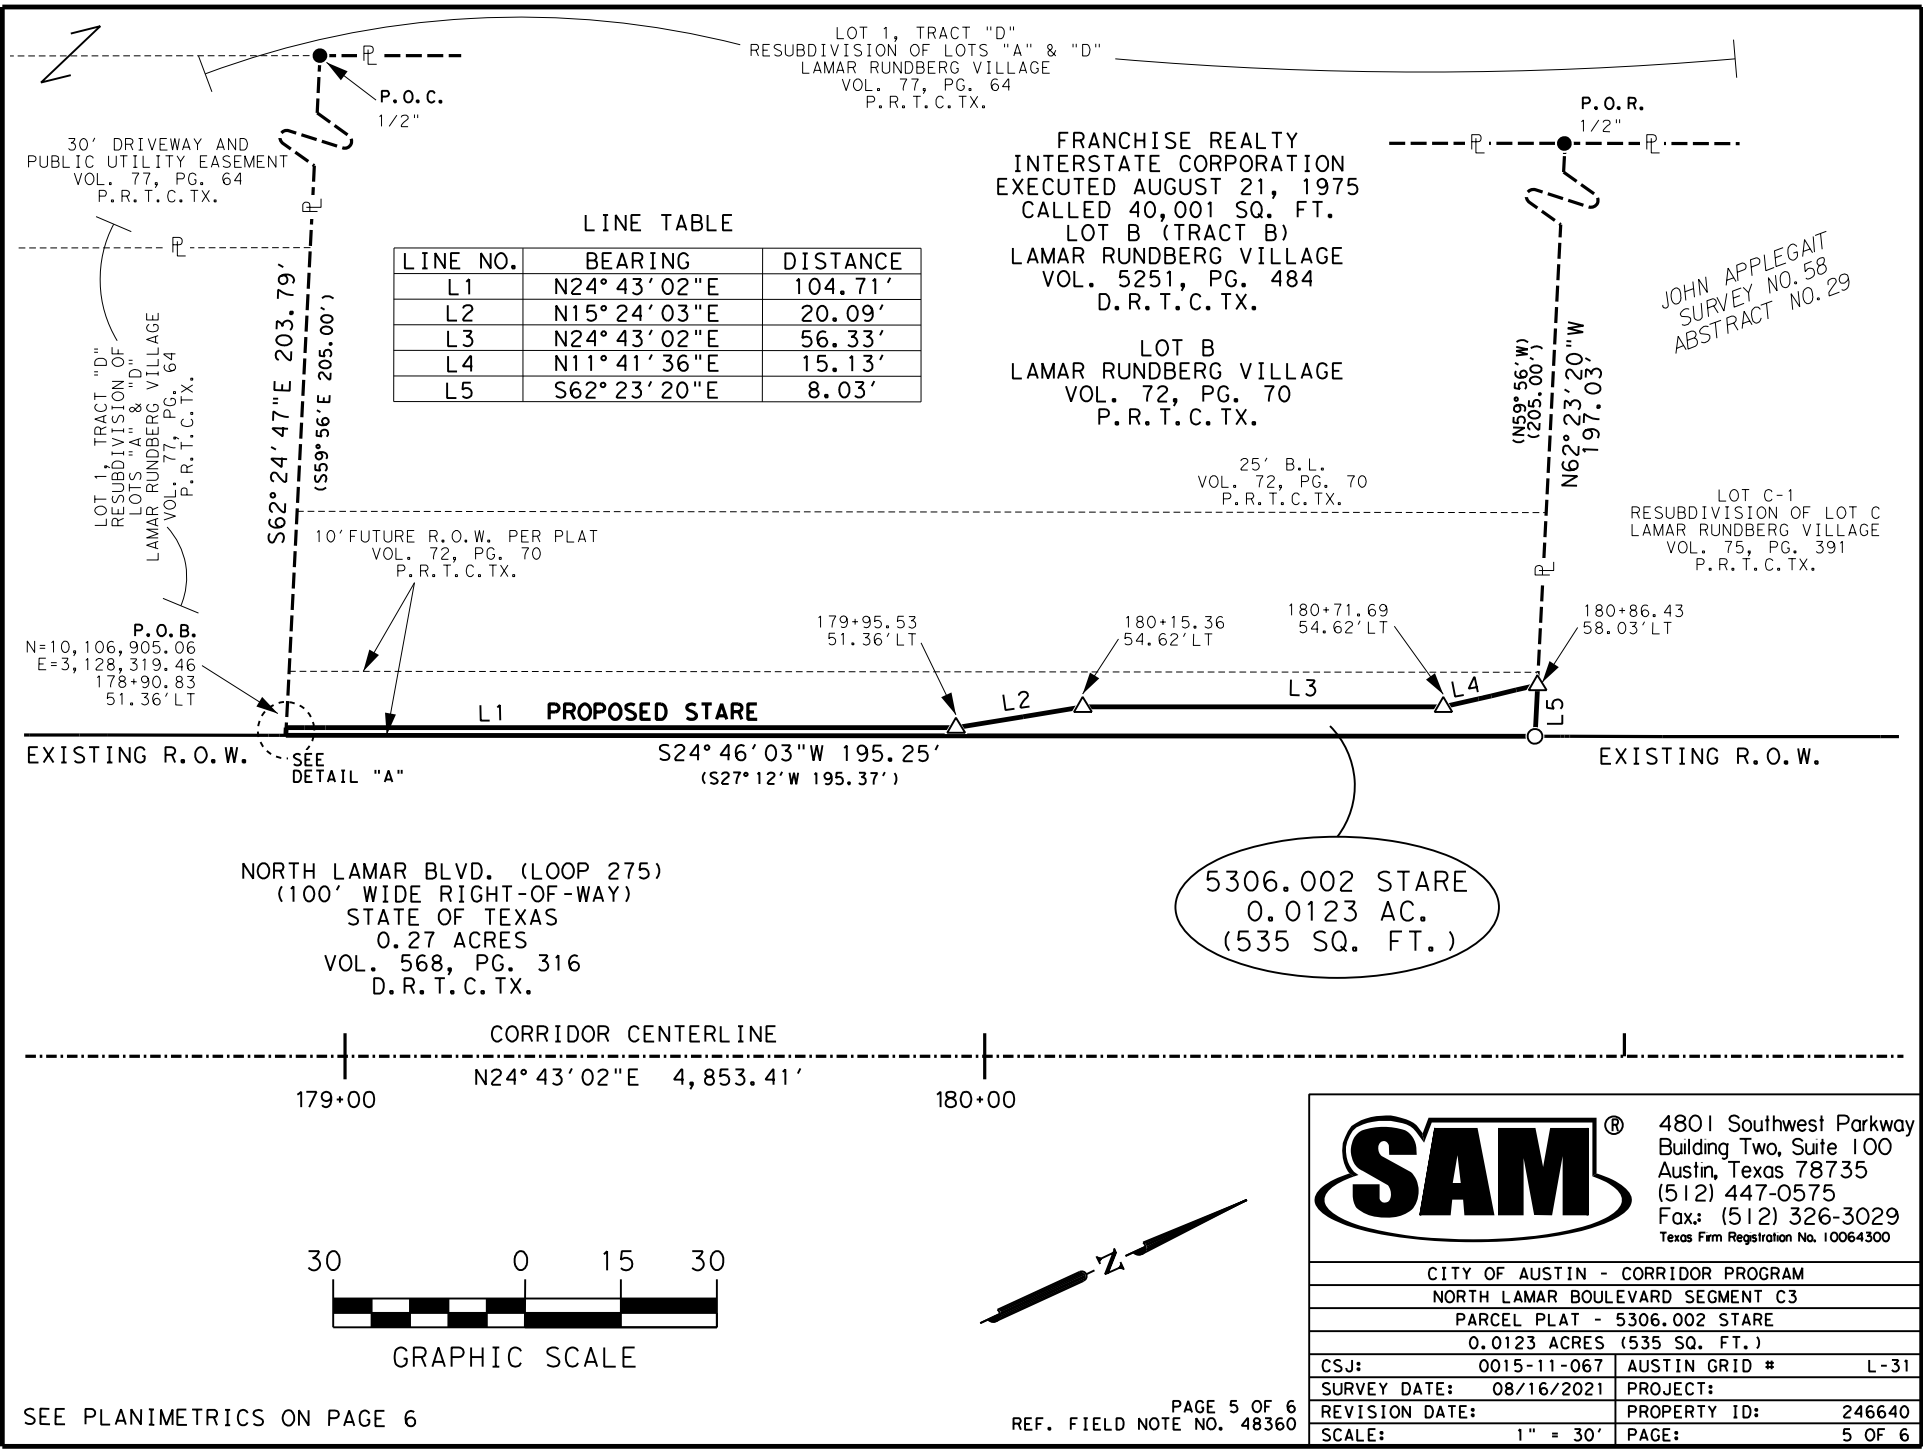 LOT 1, TRACT "D"
RESUBDIVISION OF LOTS "A" & "D"
LAMAR RUNDBERG VILLAGE
VOL. 77, PG. 64
P.R.T.C.TX.
PL
P.O.C.
1/2"
30' DRIVEWAY AND
PUBLIC UTILITY EASEMENT
VOL. 77, PG. 64
P.R.T.C.TX.
PL
PL
FRANCHISE REALTY
INTERSTATE CORPORATION
EXECUTED AUGUST 21, 1975
CALLED 40,001 SQ. FT.
LOT B (TRACT B)
LAMAR RUNDBERG VILLAGE
VOL. 5251, PG. 484
D.R.T.C.TX.
LOT B
LAMAR RUNDBERG VILLAGE
VOL. 72, PG. 70
P.R.T.C.TX.
P.O.R.
1/2"
PL
PL
JOHN APPLEGAIT
SURVEY NO. 58
ABSTRACT NO. 29
LINE TABLE
LINE NO. BEARING DISTANCE
L1 N24°43'02"E 104.71'
L2 N15°24'03"E 20.09'
L3 N24°43'02"E 56.33'
L4 N11°41'36"E 15.13'
L5 S62°23'20"E 8.03'
S62°24'47"E 203.79'
(S59°56'E 205.00')
LOT 1, TRACT "D"
RESUBDIVISION OF
LOTS "A" & "D"
LAMAR RUNDBERG VILLAGE
VOL. 77, PG. 64
P.R.T.C.TX.
(N59°56'W)
(205.00')
N62°23'20"W
197.03'
25' B.L.
VOL. 72, PG. 70
P.R.T.C.TX.
LOT C-1
RESUBDIVISION OF LOT C
LAMAR RUNDBERG VILLAGE
VOL. 75, PG. 391
P.R.T.C.TX.
PL
10' FUTURE R.O.W. PER PLAT
VOL. 72, PG. 70
P.R.T.C.TX.
P.O.B.
N=10,106,905.06
E=3,128,319.46
178+90.83
51.36'LT
179+95.53
51.36'LT
180+15.36
54.62'LT
180+71.69
54.62'LT
180+86.43
58.03'LT
L1
PROPOSED STARE
L2
L3
L4
L5
EXISTING R.O.W.
SEE
DETAIL "A"
S24°46'03"W 195.25'
(S27°12'W 195.37')
EXISTING R.O.W.
5306.002 STARE
0.0123 AC.
(535 SQ. FT.)
NORTH LAMAR BLVD. (LOOP 275)
(100' WIDE RIGHT-OF-WAY)
STATE OF TEXAS
0.27 ACRES
VOL. 568, PG. 316
D.R.T.C.TX.
CORRIDOR CENTERLINE
N24°43'02"E 4,853.41'
179+00
180+00
30 0 15 30
GRAPHIC SCALE
N
SAM®
4801 Southwest Parkway
Building Two, Suite 100
Austin, Texas 78735
(512) 447-0575
Fax: (512) 326-3029
Texas Firm Registration No. 10064300
CITY OF AUSTIN - CORRIDOR PROGRAM
NORTH LAMAR BOULEVARD SEGMENT C3
PARCEL PLAT - 5306.002 STARE
0.0123 ACRES (535 SQ. FT.)
CSJ: 0015-11-067 AUSTIN GRID # L-31
SURVEY DATE: 08/16/2021 PROJECT:
REVISION DATE: PROPERTY ID: 246640
SCALE: 1" = 30' PAGE: 5 OF 6
PAGE 5 OF 6
REF. FIELD NOTE NO. 48360
SEE PLANIMETRICS ON PAGE 6